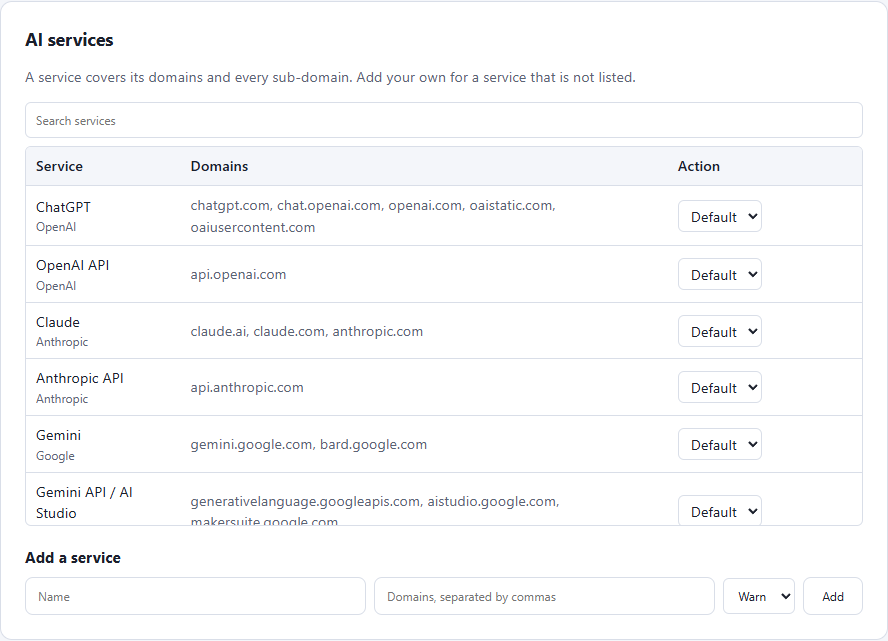 AI services
A service covers its domains and every sub-domain. Add your own for a service that is not listed.
Search services
Service Domains Action
ChatGPT
OpenAI
chatgpt.com, chat.openai.com, openai.com, oaistatic.com,
oaiusercontent.com
Default
OpenAI API
OpenAI
api.openai.com
Default
Claude
Anthropic
claude.ai, claude.com, anthropic.com
Default
Anthropic API
Anthropic
api.anthropic.com
Default
Gemini
Google
gemini.google.com, bard.google.com
Default
Gemini API / AI
Studio
generativelanguage.googleapis.com, aistudio.google.com,
makersuite.google.com
Default
Add a service
Name
Domains, separated by commas
Warn
Add